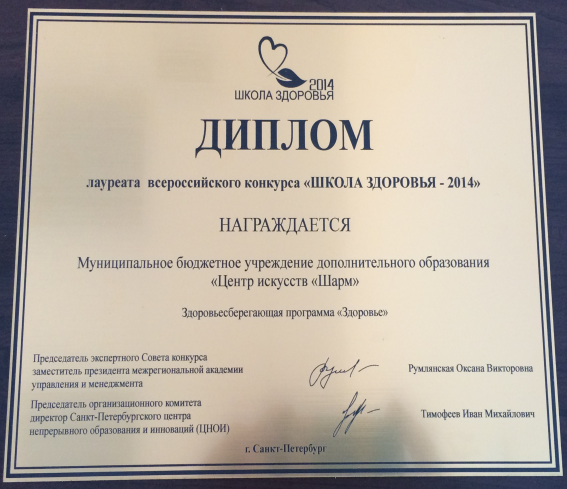 2014
ШКОЛА ЗДОРОВЬЯ
ДИПЛОМ
лауреата всероссийского конкурса «ШКОЛА ЗДОРОВЬЯ - 2014»
НАГРАЖДАЕТСЯ
Муниципальное бюджетное учреждение дополнительного образования
«Центр искусств «Шарм»
Здоровьесберегающая программа «Здоровье»
Председатель экспертного Совета конкурса
заместитель президента межрегиональной академии
управления и менеджмента
Румлянская Оксана Викторовна
Председатель организационного комитета
директор Санкт-Петербургского центра
непрерывного образования и инноваций (ЦНОИ)
Тимофеев Иван Михайлович
г. Санкт-Петербург